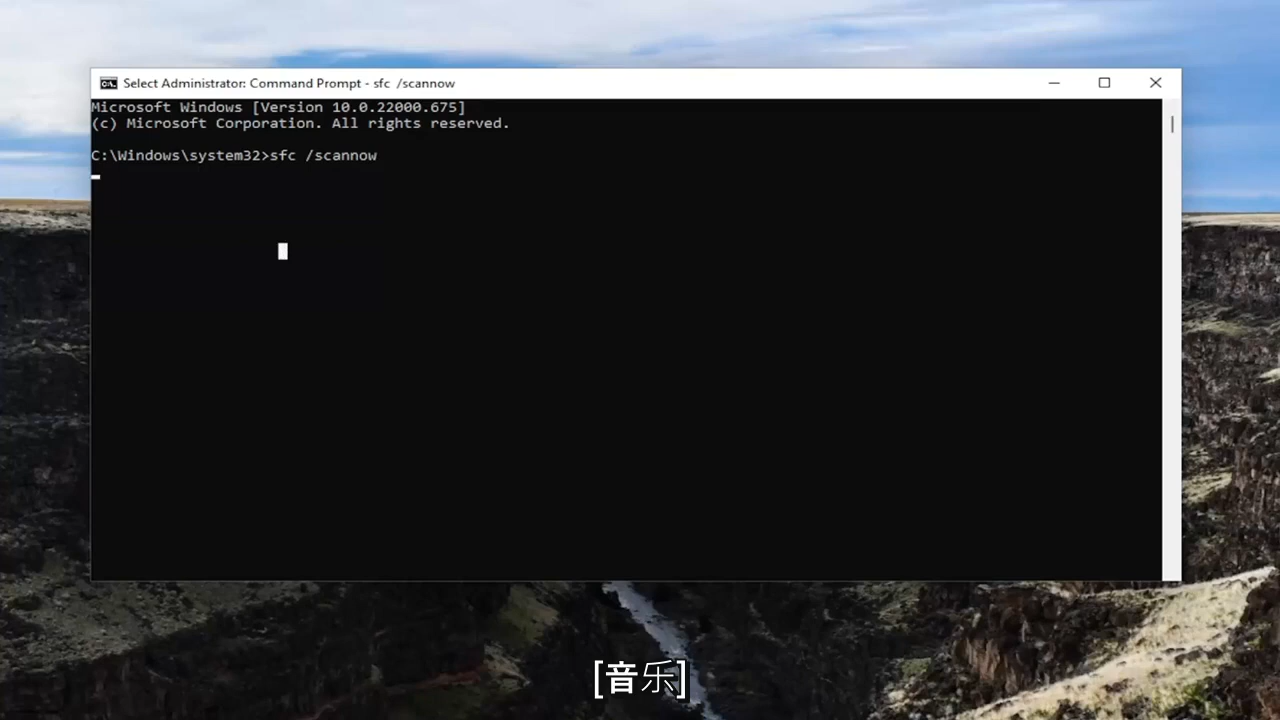 Select Administrator: Command Prompt - sfc  /scannow
Microsoft Windows [Version 10.0.22000.675]
(c) Microsoft Corporation. All rights reserved.
C:\Windows\system32>sfc /scannow
[音乐]